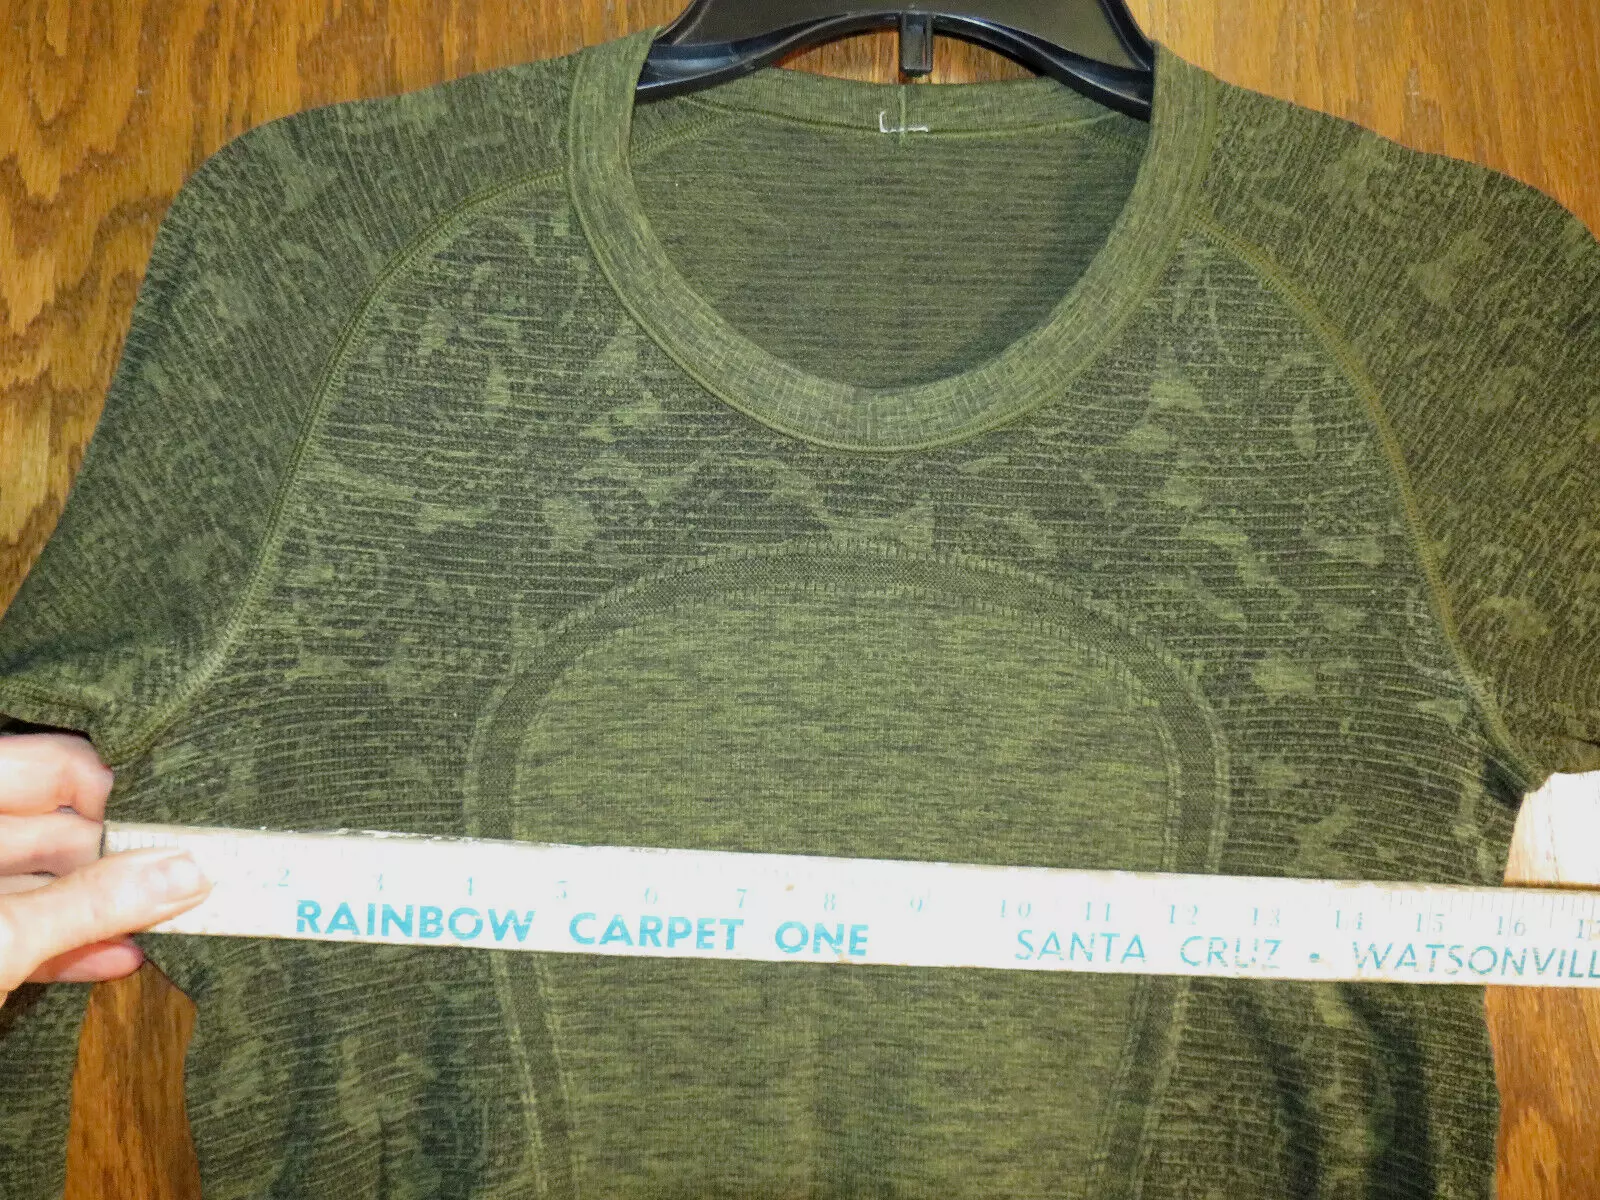 2 3 4 5 6 7 8 9 10 11 12 13 14 15 16 17
RAINBOW CARPET ONE SANTA CRUZ • WATSONVILL